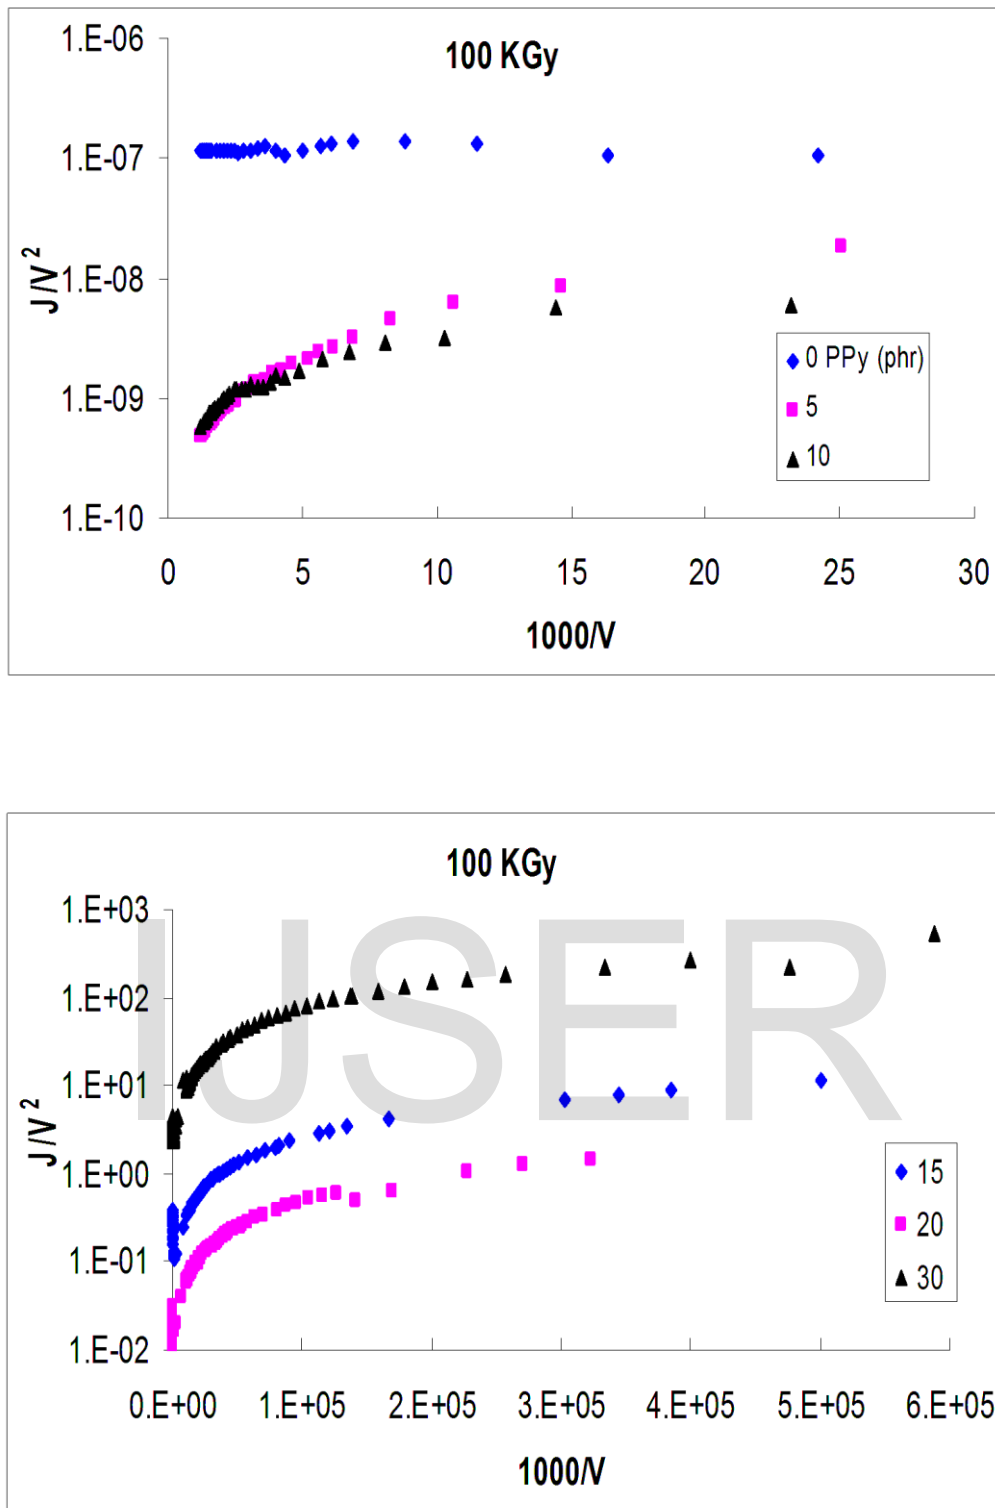 100 KGy
1.E-06
1.E-07
1.E-08
1.E-09
1.E-10
J/V²
0 PPy (phr)
5
10
0 5 10 15 20 25 30
1000/V
100 KGy
1.E+03
1.E+02
1.E+01
1.E+00
1.E-01
1.E-02
J/V²
IJSER
15
20
30
0.E+00 1.E+05 2.E+05 3.E+05 4.E+05 5.E+05 6.E+05
1000/V